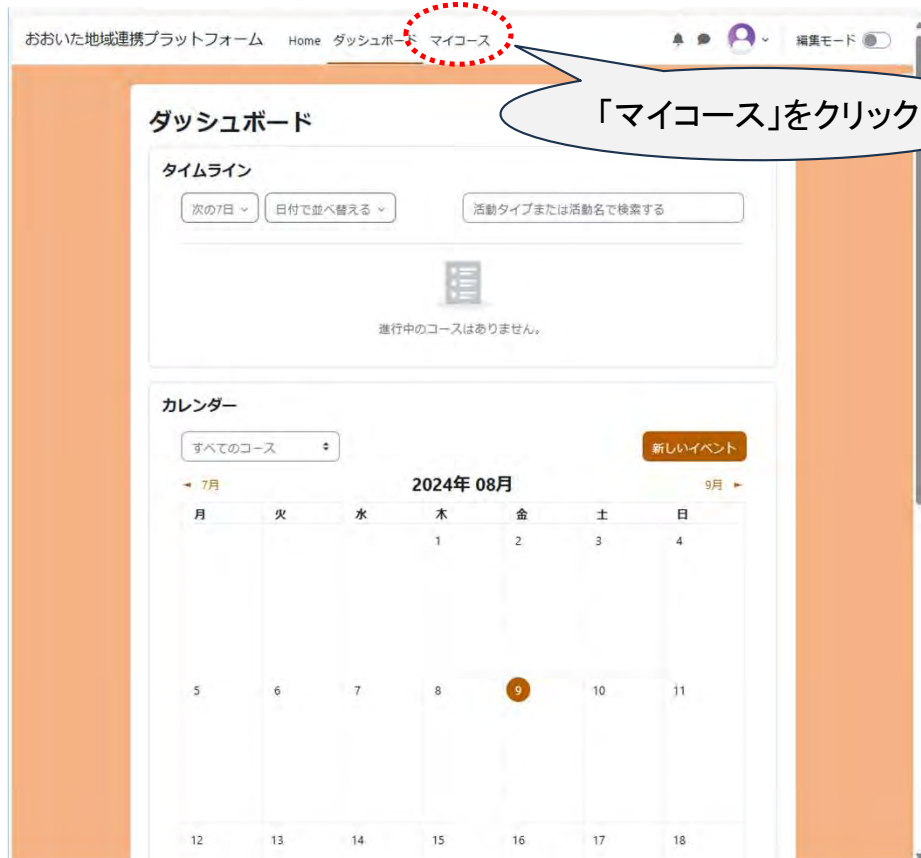 おおいた地域連携プラットフォーム Home ダッシュボード マイコース 編集モード
「マイコース」をクリック
ダッシュボード
タイムライン
次の7日 日付で並べ替える 活動タイプまたは活動名で検索する
進行中のコースはありません。
カレンダー
すべてのコース 新しいイベント
◄ 7月 2024年 08月 9月 ►
月 火 水 木 金 土 日
1 2 3 4
5 6 7 8 9 10 11
12 13 14 15 16 17 18